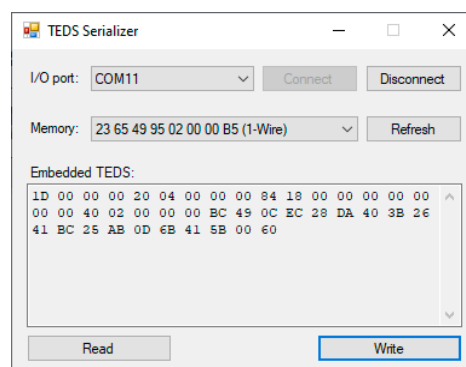 TEDS Serializer
I/O port: COM11 Connect Disconnect
Memory: 23 65 49 95 02 00 00 B5 (1-Wire) Refresh
Embedded TEDS:
1D 00 00 00 20 04 00 00 00 84 18 00 00 00 00 00
00 00 40 02 00 00 00 BC 49 0C EC 28 DA 40 3B 26
41 BC 25 AB 0D 6B 41 5B 00 60
Read Write